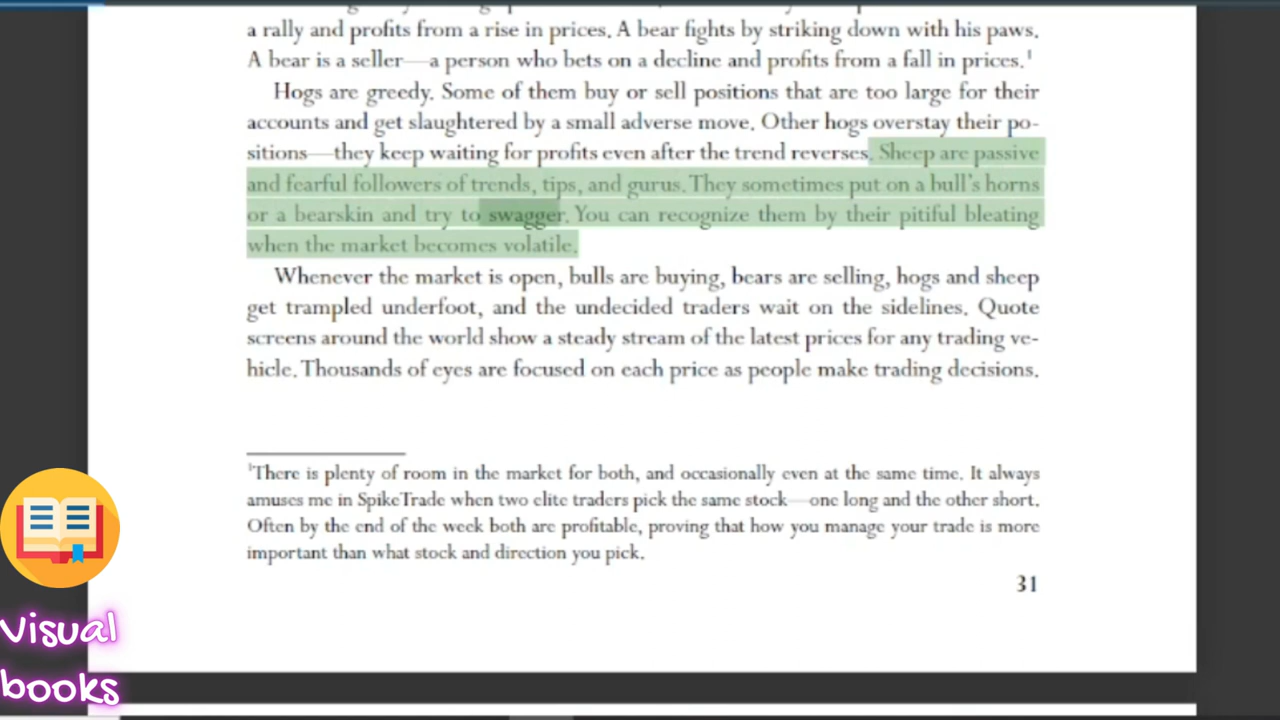 a rally and profits from a rise in prices. A bear fights by striking down with his paws.
A bear is a seller—a person who bets on a decline and profits from a fall in prices.¹
Hogs are greedy. Some of them buy or sell positions that are too large for their
accounts and get slaughtered by a small adverse move. Other hogs overstay their po-
sitions—they keep waiting for profits even after the trend reverses. Sheep are passive
and fearful followers of trends, tips, and gurus. They sometimes put on a bull's horns
or a bearskin and try to swagger. You can recognize them by their pitiful bleating
when the market becomes volatile.
Whenever the market is open, bulls are buying, bears are selling, hogs and sheep
get trampled underfoot, and the undecided traders wait on the sidelines. Quote
screens around the world show a steady stream of the latest prices for any trading ve-
hicle. Thousands of eyes are focused on each price as people make trading decisions.
¹There is plenty of room in the market for both, and occasionally even at the same time. It always
amuses me in SpikeTrade when two elite traders pick the same stock—one long and the other short.
Often by the end of the week both are profitable, proving that how you manage your trade is more
important than what stock and direction you pick.
31
Visual
books